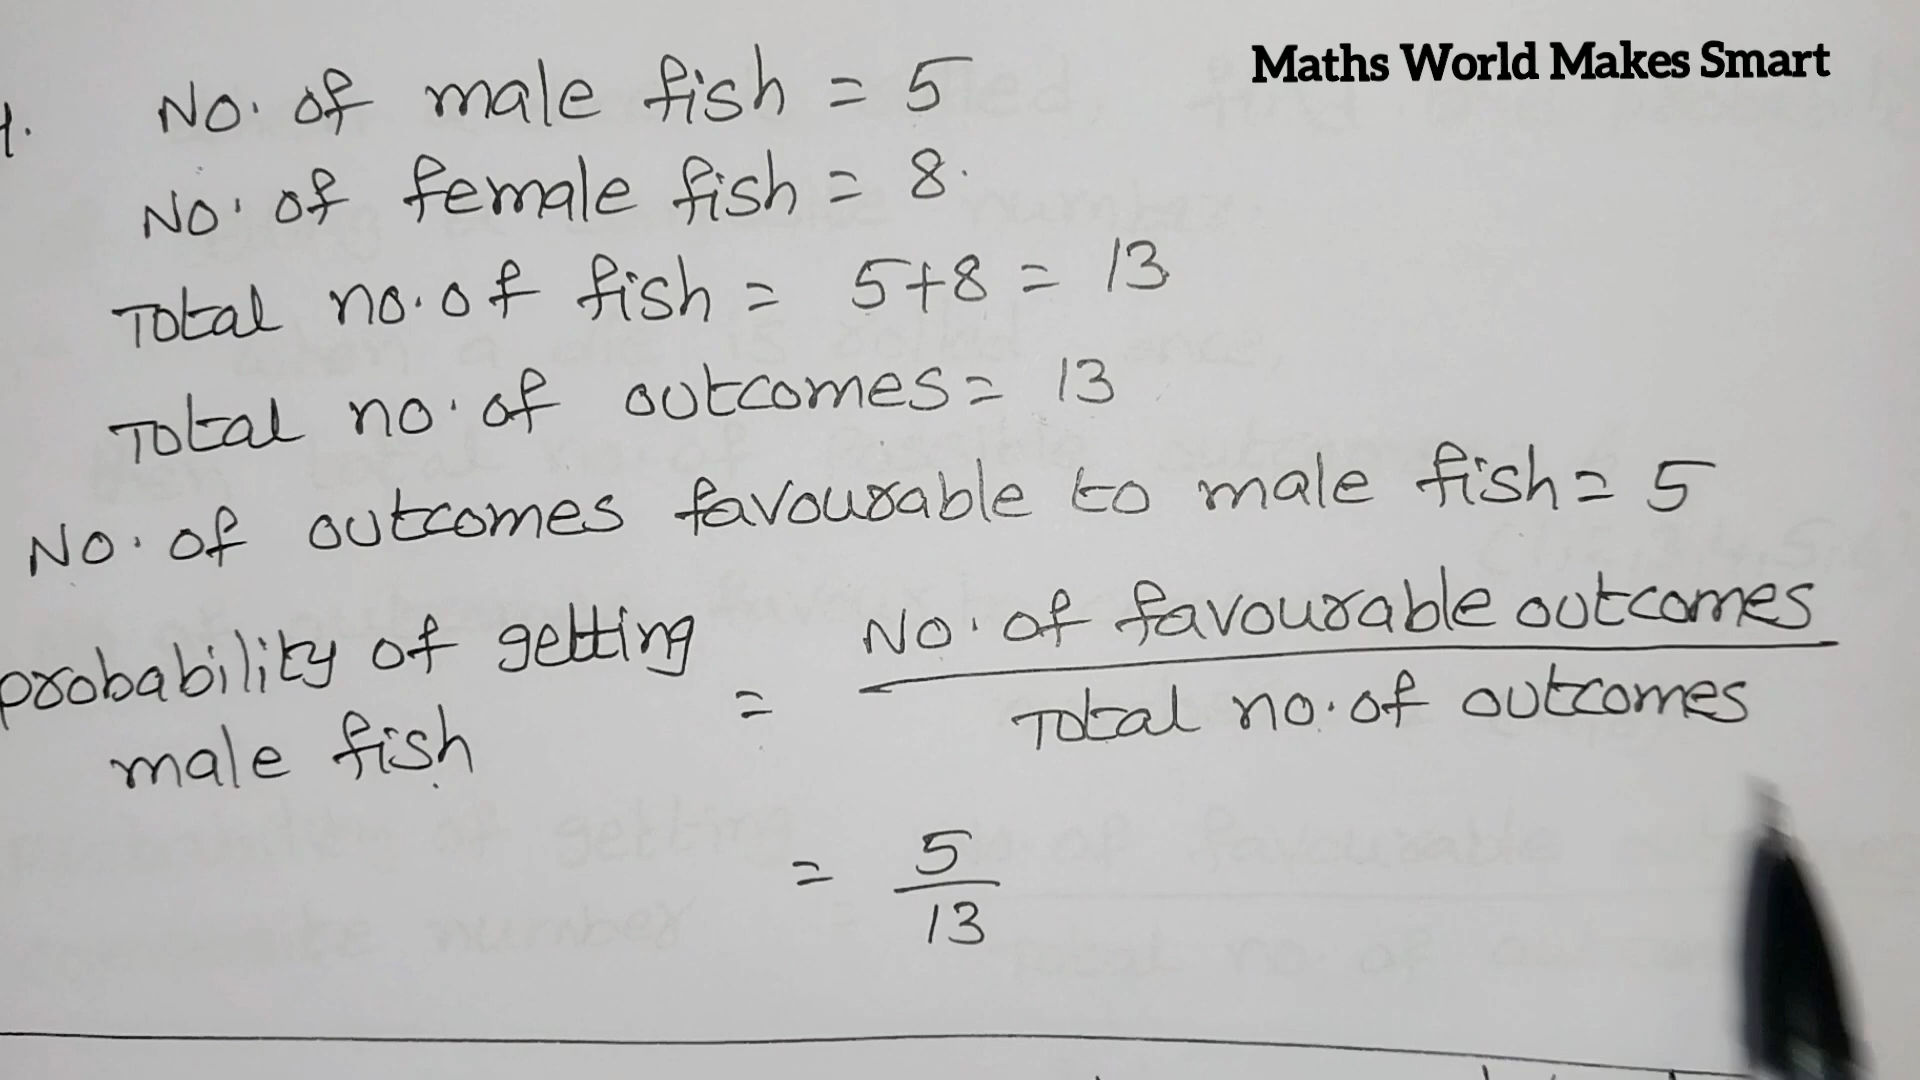 Maths World Makes Smart
No. of male fish = 5
No. of female fish = 8.
Total no. of fish = 5+8 = 13
Total no. of outcomes = 13
No. of outcomes favourable to male fish = 5
probability of getting male fish = No. of favourable outcomes / Total no. of outcomes
= 5/13